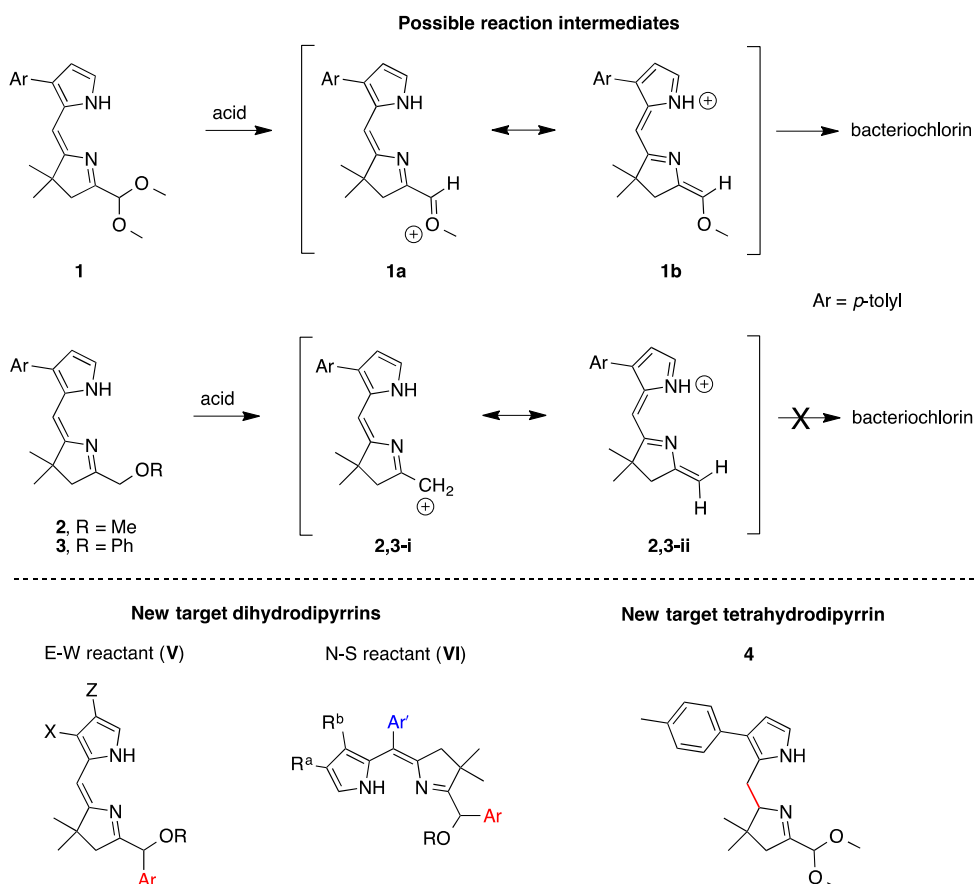 Possible reaction intermediates
Ar
NH
N
O
O
1
acid
Ar
NH
N
H
O
+
1a
Ar
NH
+
N
H
O
1b
bacteriochlorin
Ar = p-tolyl
Ar
NH
N
OR
2, R = Me
3, R = Ph
acid
Ar
NH
N
CH2
+
2,3-i
Ar
NH
+
N
H
H
2,3-ii
X
bacteriochlorin
New target dihydrodipyrrins
New target tetrahydrodipyrrin
E-W reactant (V)
N-S reactant (VI)
4
Z
X
NH
N
OR
Ar
Rb
Ar′
Ra
NH
N
RO
Ar
NH
N
O
O